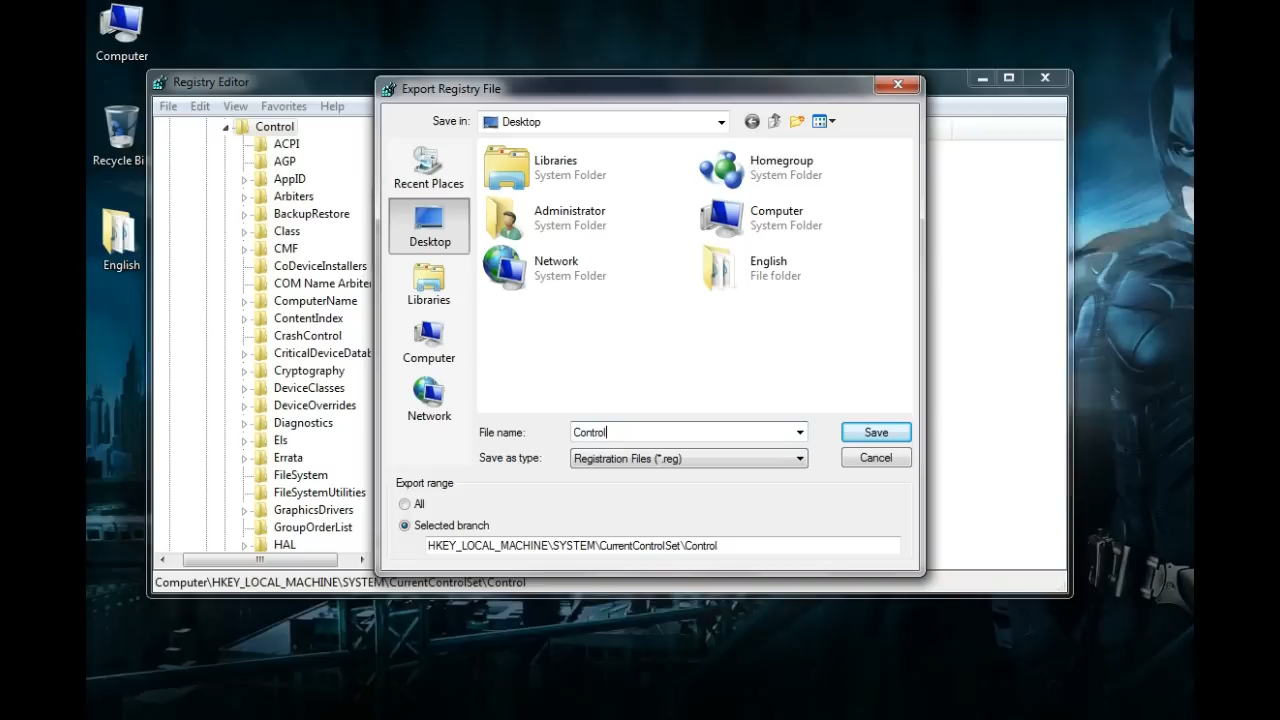 Computer
Recycle Bi
English
Registry Editor
File Edit View Favorites Help
Control
ACPI
AGP
AppID
Arbiters
BackupRestore
Class
CMF
CoDeviceInstallers
COM Name Arbiter
ComputerName
ContentIndex
CrashControl
CriticalDeviceDatab
Cryptography
DeviceClasses
DeviceOverrides
Diagnostics
Els
Errata
FileSystem
FileSystemUtilities
GraphicsDrivers
GroupOrderList
HAL
Computer\HKEY_LOCAL_MACHINE\SYSTEM\CurrentControlSet\Control
Export Registry File
Save in: Desktop
Recent Places
Desktop
Libraries
Computer
Network
Libraries
System Folder
Homegroup
System Folder
Administrator
System Folder
Computer
System Folder
Network
System Folder
English
File folder
File name: Control Save
Save as type: Registration Files (*.reg) Cancel
Export range
All
Selected branch
HKEY_LOCAL_MACHINE\SYSTEM\CurrentControlSet\Control